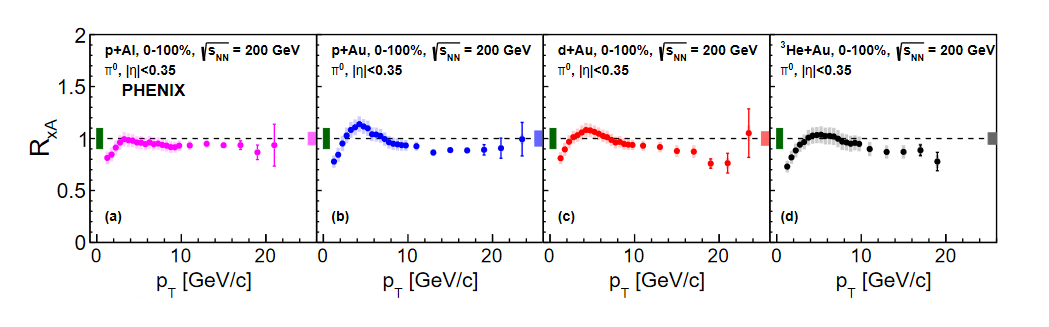 p+Al, 0-100%, √s_NN = 200 GeV
π⁰, |η|<0.35
PHENIX
(a)
p+Au, 0-100%, √s_NN = 200 GeV
π⁰, |η|<0.35
(b)
d+Au, 0-100%, √s_NN = 200 GeV
π⁰, |η|<0.35
(c)
³He+Au, 0-100%, √s_NN = 200 GeV
π⁰, |η|<0.35
(d)
R_xA
2
1.5
1
0.5
0
0 10 20
0 10 20
0 10 20
0 10 20
p_T [GeV/c]
p_T [GeV/c]
p_T [GeV/c]
p_T [GeV/c]